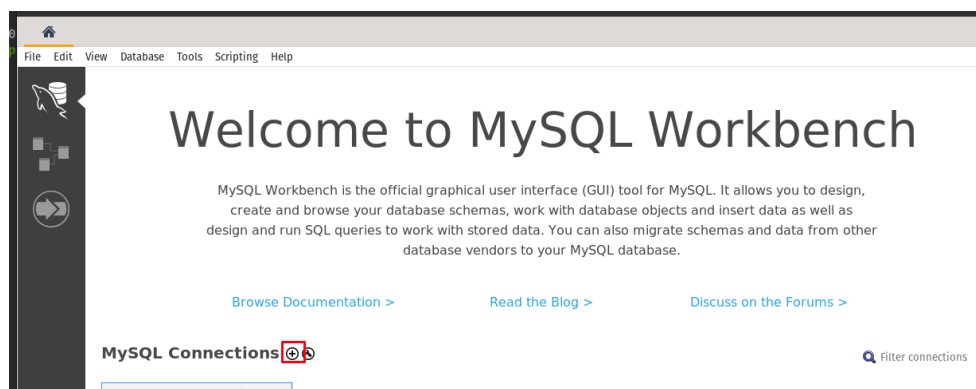 File Edit View Database Tools Scripting Help
Welcome to MySQL Workbench
MySQL Workbench is the official graphical user interface (GUI) tool for MySQL. It allows you to design,
create and browse your database schemas, work with database objects and insert data as well as
design and run SQL queries to work with stored data. You can also migrate schemas and data from other
database vendors to your MySQL database.
Browse Documentation > Read the Blog > Discuss on the Forums >
MySQL Connections Filter connections